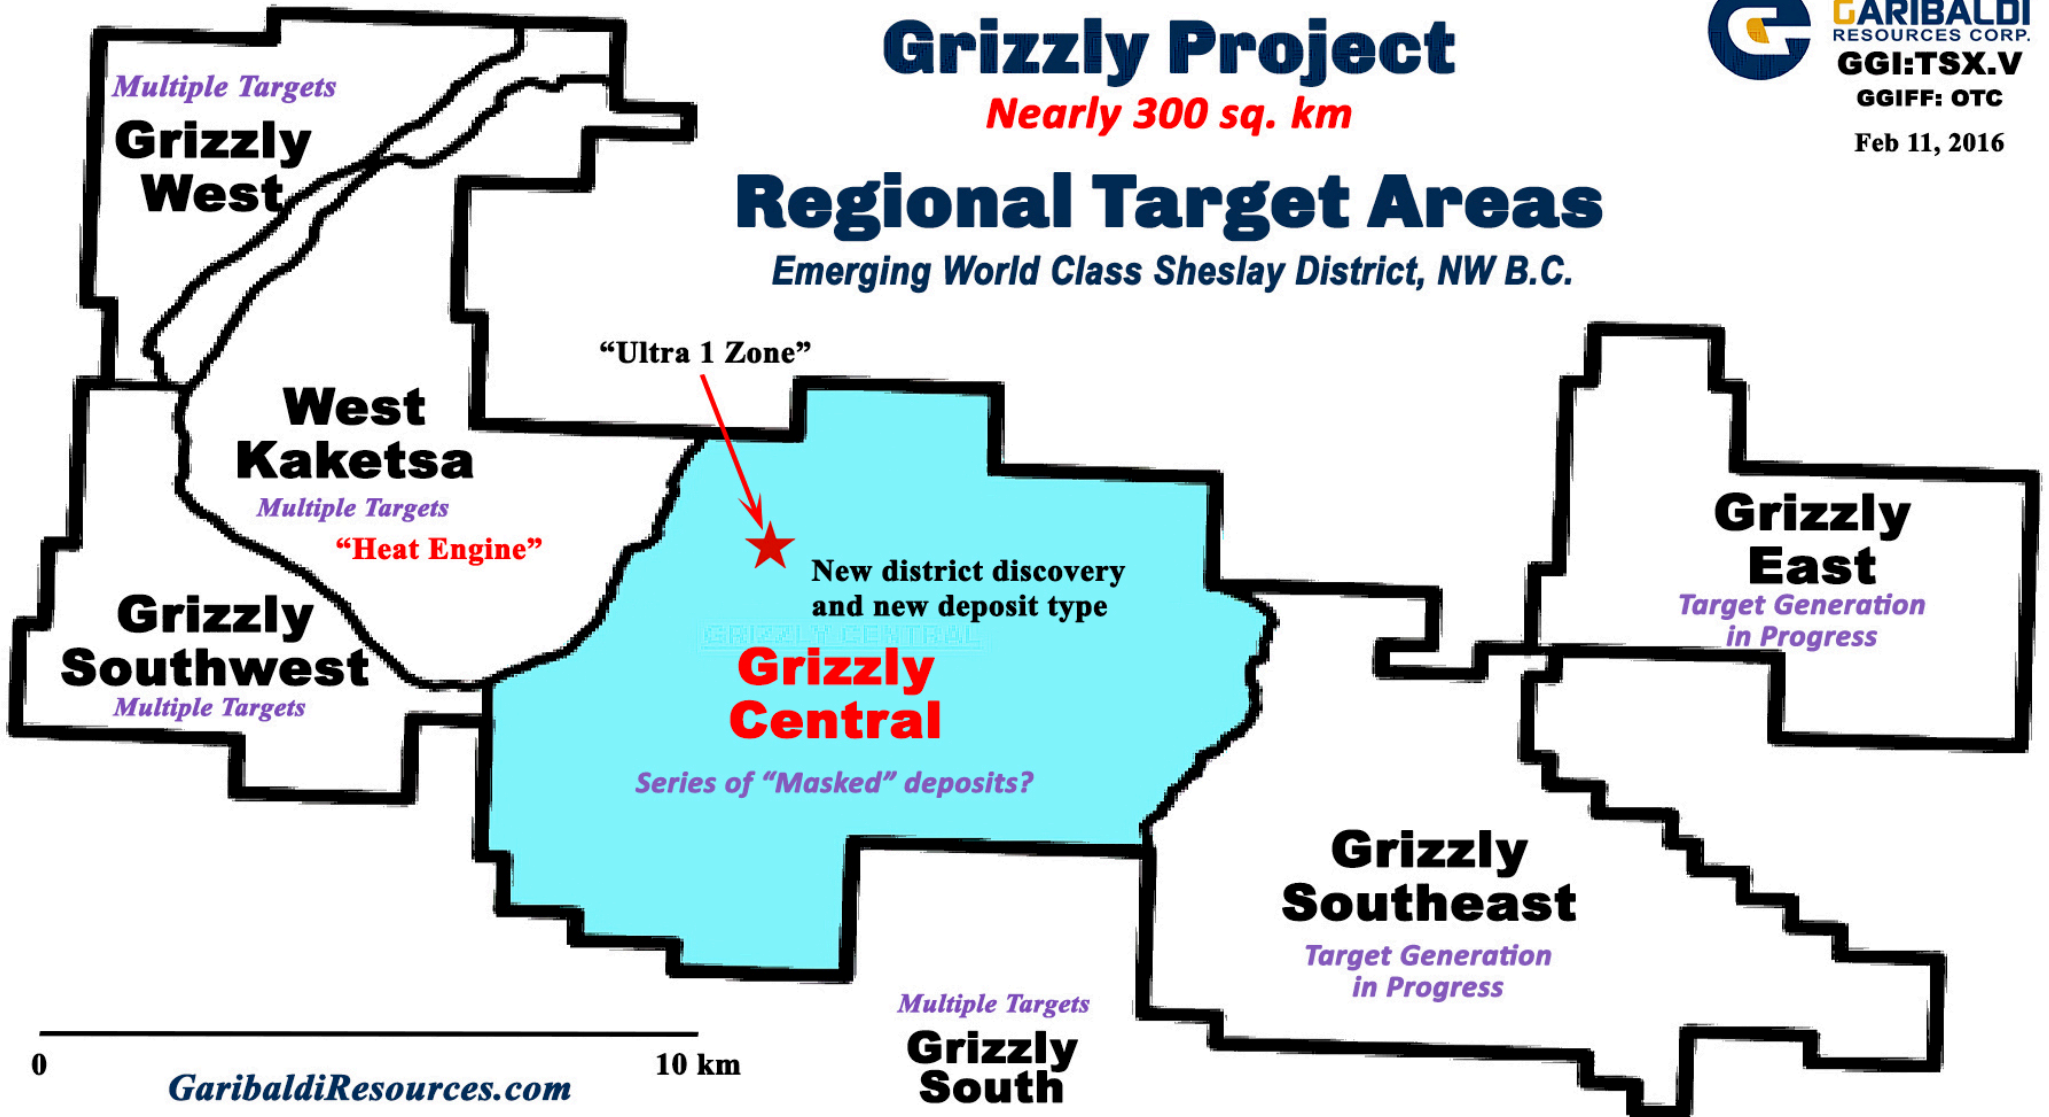 Grizzly Project
Nearly 300 sq. km
Regional Target Areas
Emerging World Class Sheslay District, NW B.C.
GARIBALDI
RESOURCES CORP.
GGI:TSX.V
GGIFF: OTC
Feb 11, 2016
Multiple Targets
Grizzly
West
“Ultra 1 Zone”
West
Kaketsa
Multiple Targets
“Heat Engine”
Grizzly
Southwest
Multiple Targets
New district discovery
and new deposit type
GRIZZLY CENTRAL
Grizzly
Central
Series of “Masked” deposits?
Grizzly
East
Target Generation
in Progress
Grizzly
Southeast
Target Generation
in Progress
Multiple Targets
Grizzly
South
0
10 km
GaribaldiResources.com